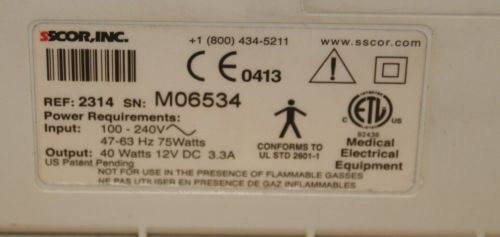 SSCOR, INC.
+1 (800) 434-5211
www.sscor.com
CE 0413
REF: 2314 SN: M06534
Power Requirements:
Input: 100 - 240V
47-63 Hz 75Watts
Output: 40 Watts 12V DC 3.3A
US Patent Pending
CONFORMS TO
UL STD 2601-1
C ETL US
92436
Medical
Electrical
Equipment
NOT FOR USE IN THE PRESENCE OF FLAMMABLE GASSES
NE PAS UTILISER EN PRESENCE DE GAZ INFLAMMABLES